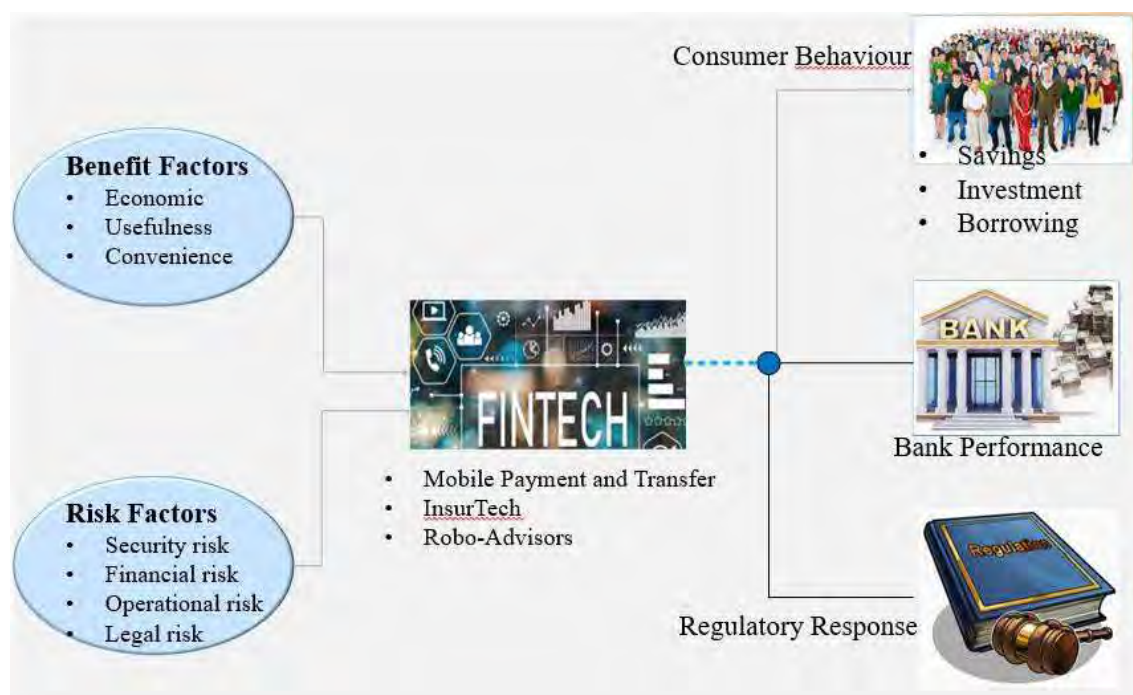 Consumer Behaviour
• Savings
• Investment
• Borrowing
Benefit Factors
• Economic
• Usefulness
• Convenience
BANK
Bank Performance
FINTECH
• Mobile Payment and Transfer
• InsurTech
• Robo-Advisors
Risk Factors
• Security risk
• Financial risk
• Operational risk
• Legal risk
Regulation
Regulatory Response